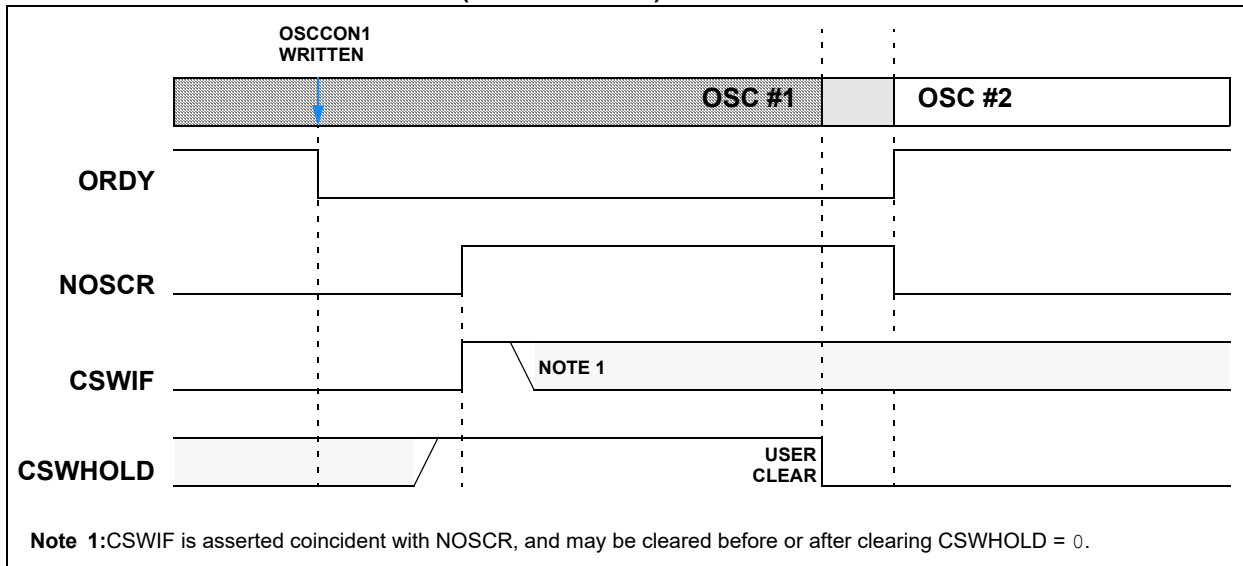 OSCCON1
WRITTEN
OSC #1
OSC #2
ORDY
NOSCR
CSWIF
NOTE 1
CSWHOLD
USER
CLEAR
Note 1:CSWIF is asserted coincident with NOSCR, and may be cleared before or after clearing CSWHOLD = 0.